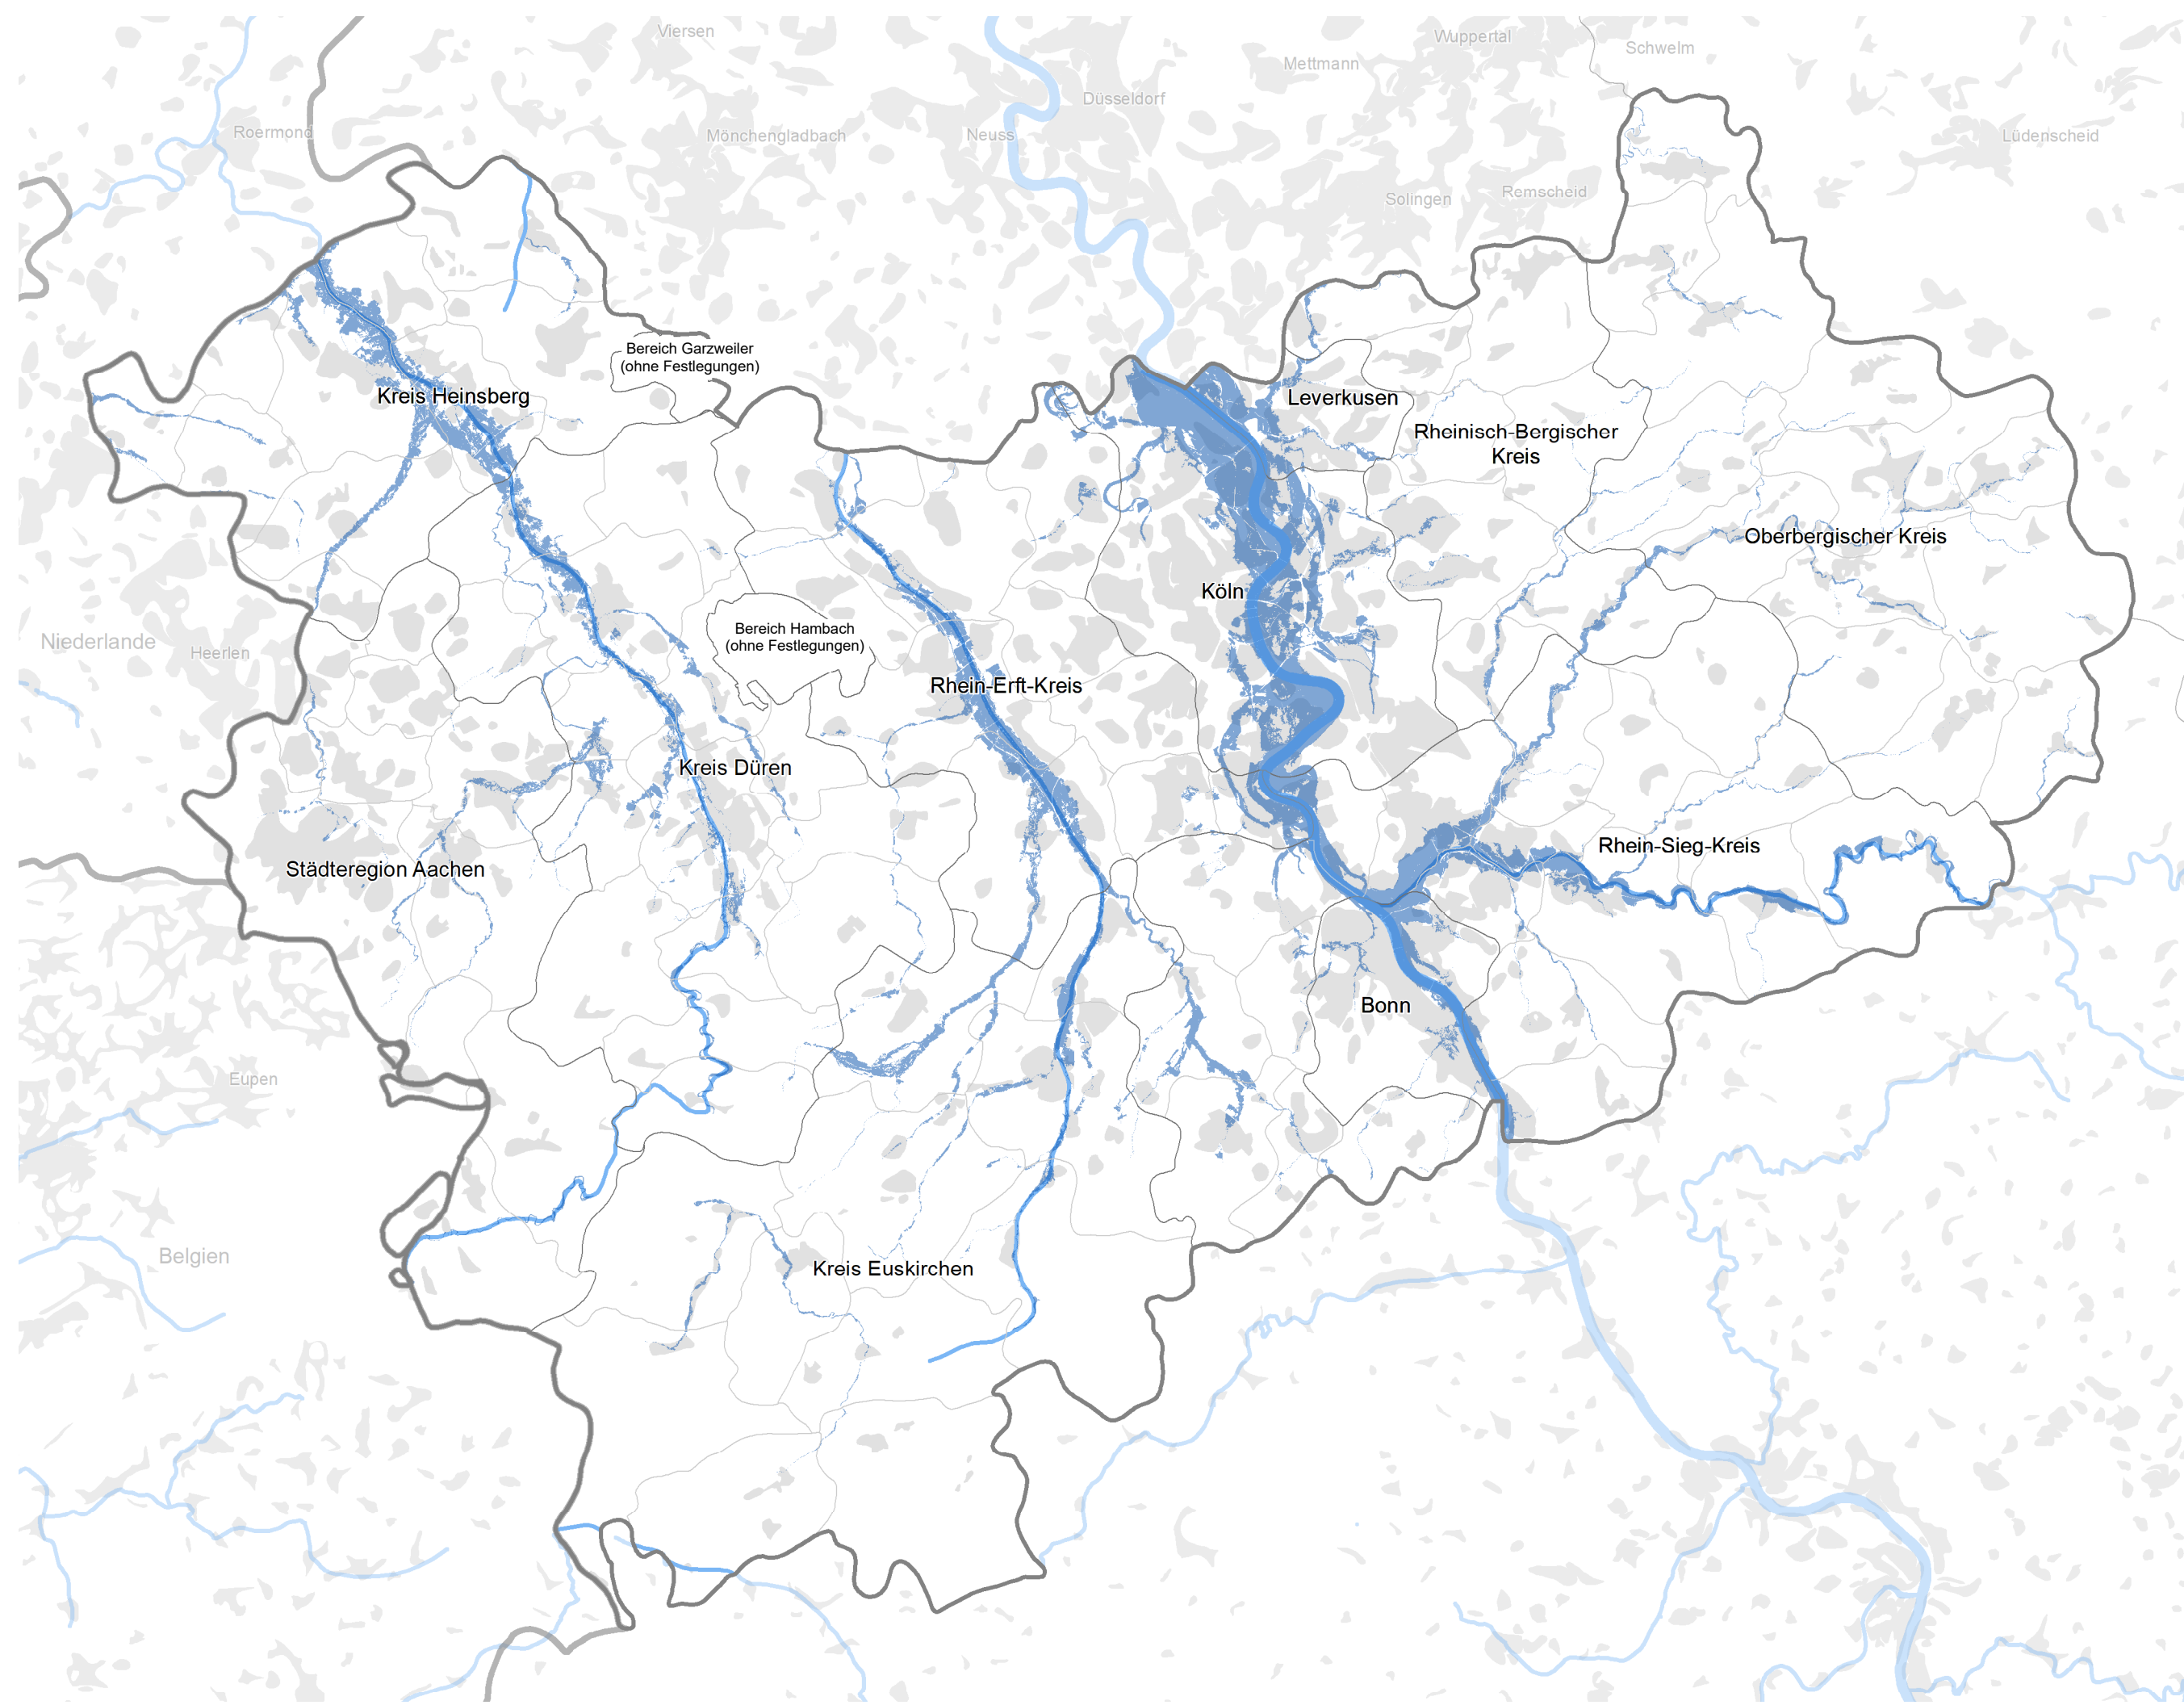 Viersen
Wuppertal
Schwelm
Mettmann
Düsseldorf
Roermond
Mönchengladbach
Neuss
Lüdenscheid
Solingen
Remscheid
Bereich Garzweiler
(ohne Festlegungen)
Kreis Heinsberg
Leverkusen
Rheinisch-Bergischer
Kreis
Oberbergischer Kreis
Köln
Niederlande
Heerlen
Bereich Hambach
(ohne Festlegungen)
Rhein-Erft-Kreis
Kreis Düren
Städteregion Aachen
Rhein-Sieg-Kreis
Bonn
Eupen
Belgien
Kreis Euskirchen